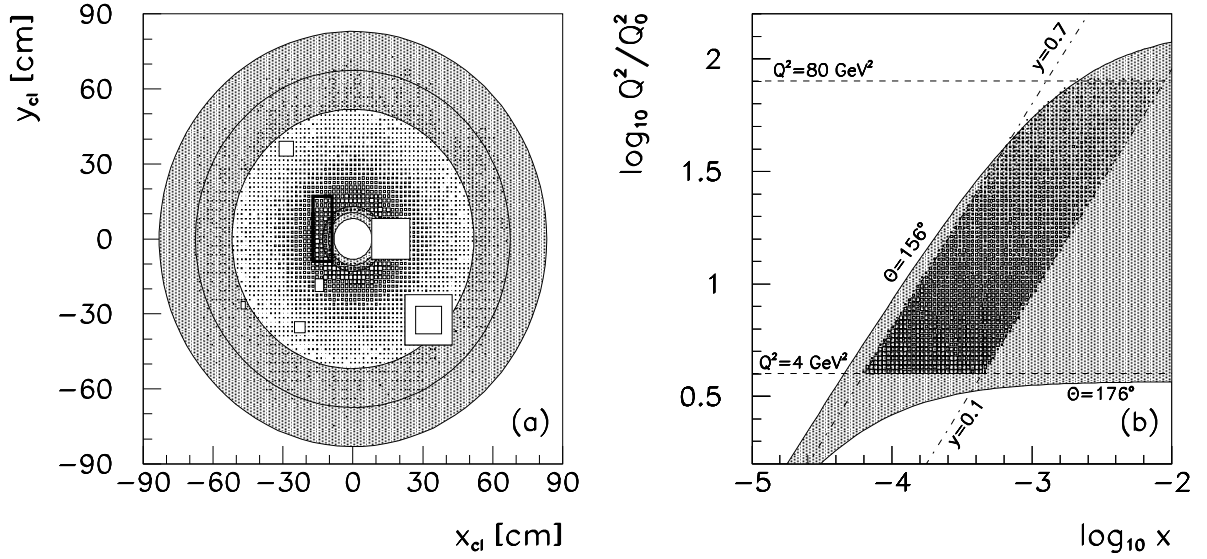 y_cl [cm]
90
60
30
0
−30
−60
−90
−90 −60 −30 0 30 60 90
x_cl [cm]
(a)
log₁₀ Q²/Q²₀
2
1.5
1
0.5
−5 −4 −3 −2
log₁₀ x
Q²=80 GeV²
y=0.7
Θ=156°
Q²=4 GeV²
Θ=176°
y=0.1
(b)